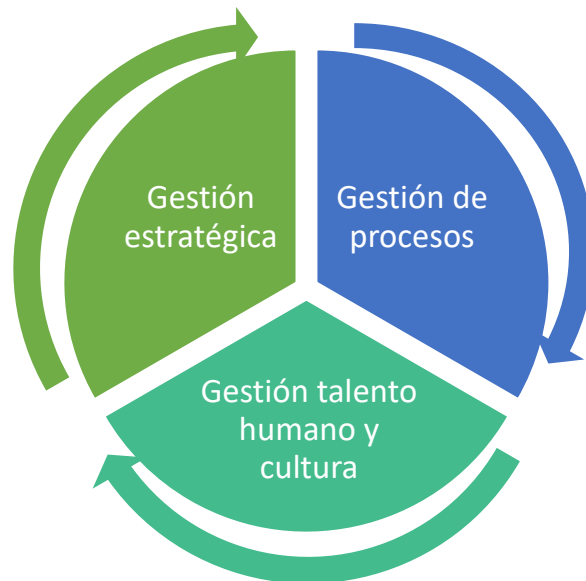 Gestión
estratégica
Gestión de
procesos
Gestión talento
humano y
cultura